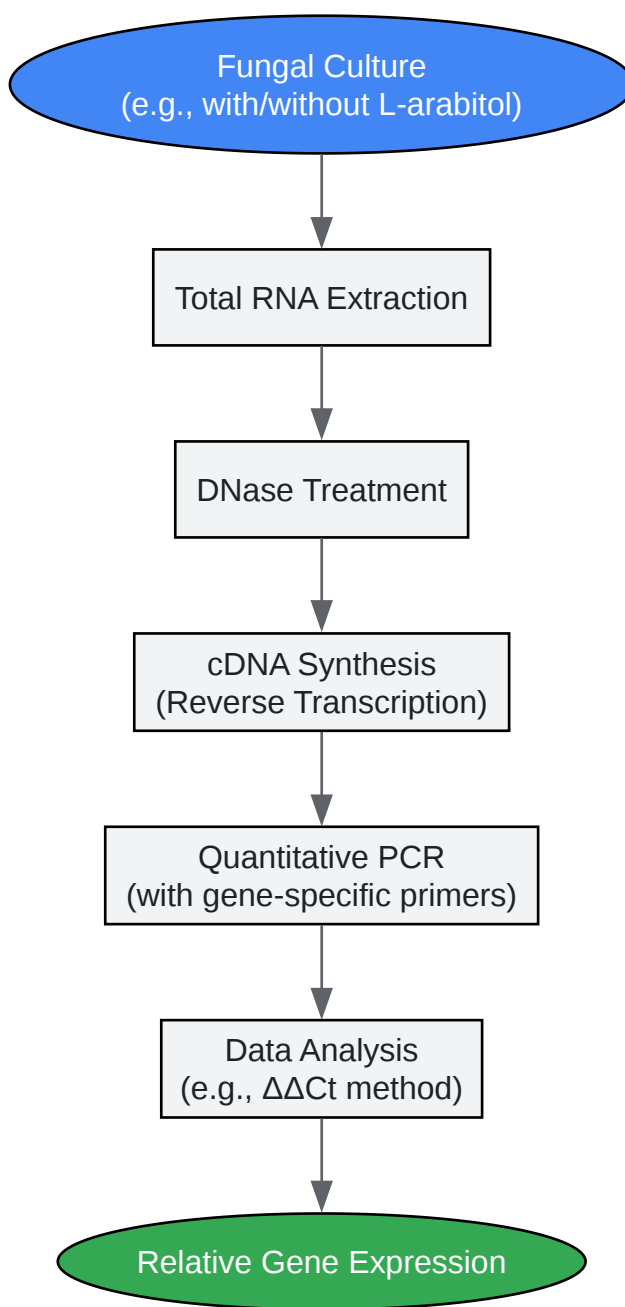 Fungal Culture
(e.g., with/without L-arabitol)
Total RNA Extraction
DNase Treatment
cDNA Synthesis
(Reverse Transcription)
Quantitative PCR
(with gene-specific primers)
Data Analysis
(e.g., ΔΔCt method)
Relative Gene Expression